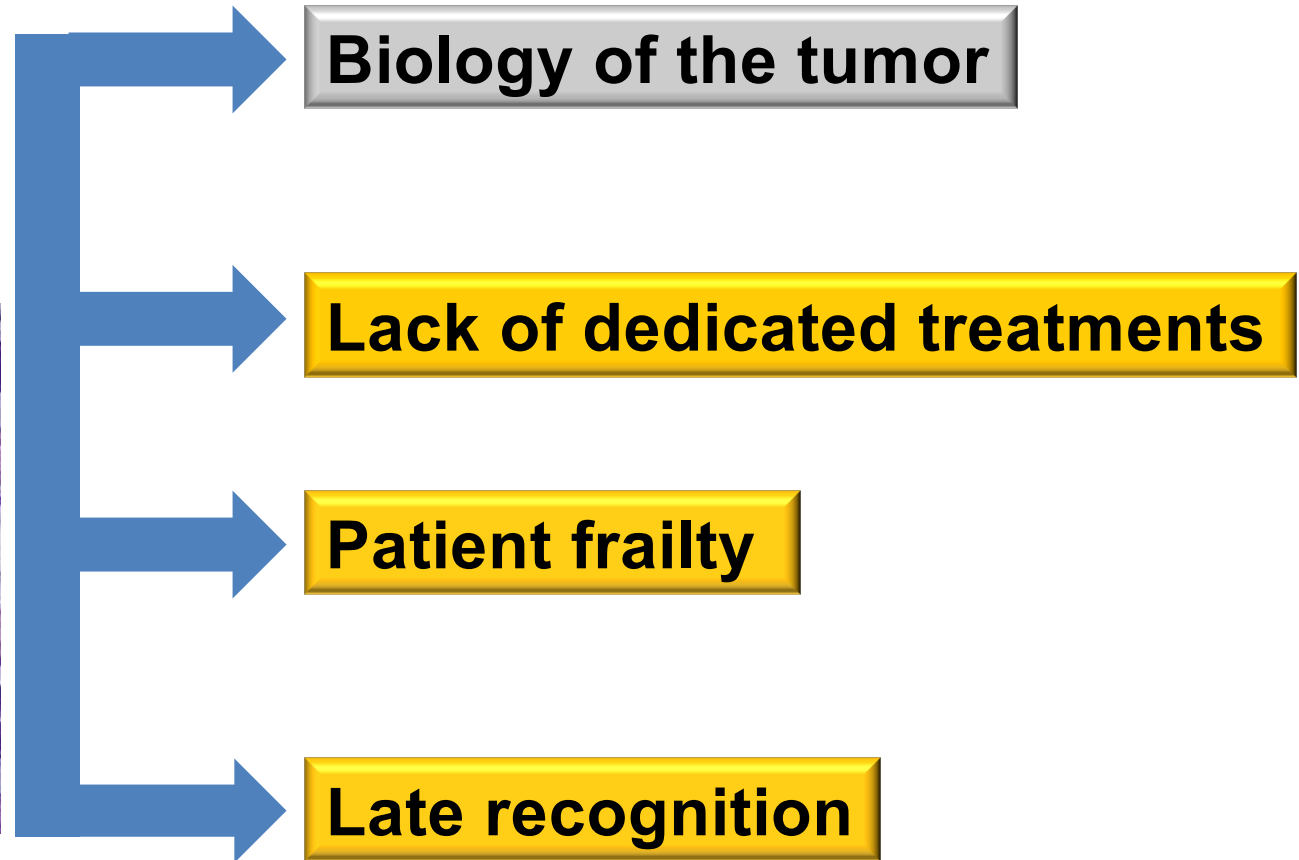 Biology of the tumor
Lack of dedicated treatments
Patient frailty
Late recognition